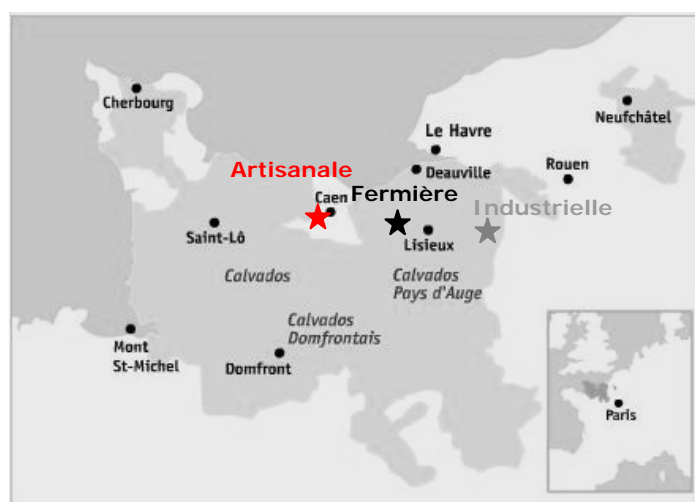 Cherbourg
Neufchâtel
Le Havre
Rouen
Artisanale
Deauville
Caen
Fermière
Industrielle
Saint-Lô
Lisieux
Calvados
Calvados
Pays d'Auge
Calvados
Domfrontais
Mont
St-Michel
Domfront
Paris